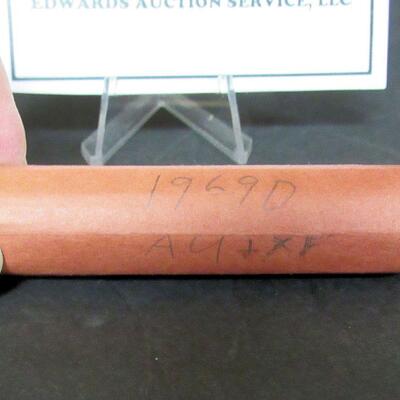 EDWARDS AUCTION SERVICE, LLC
1969D
AU +XF